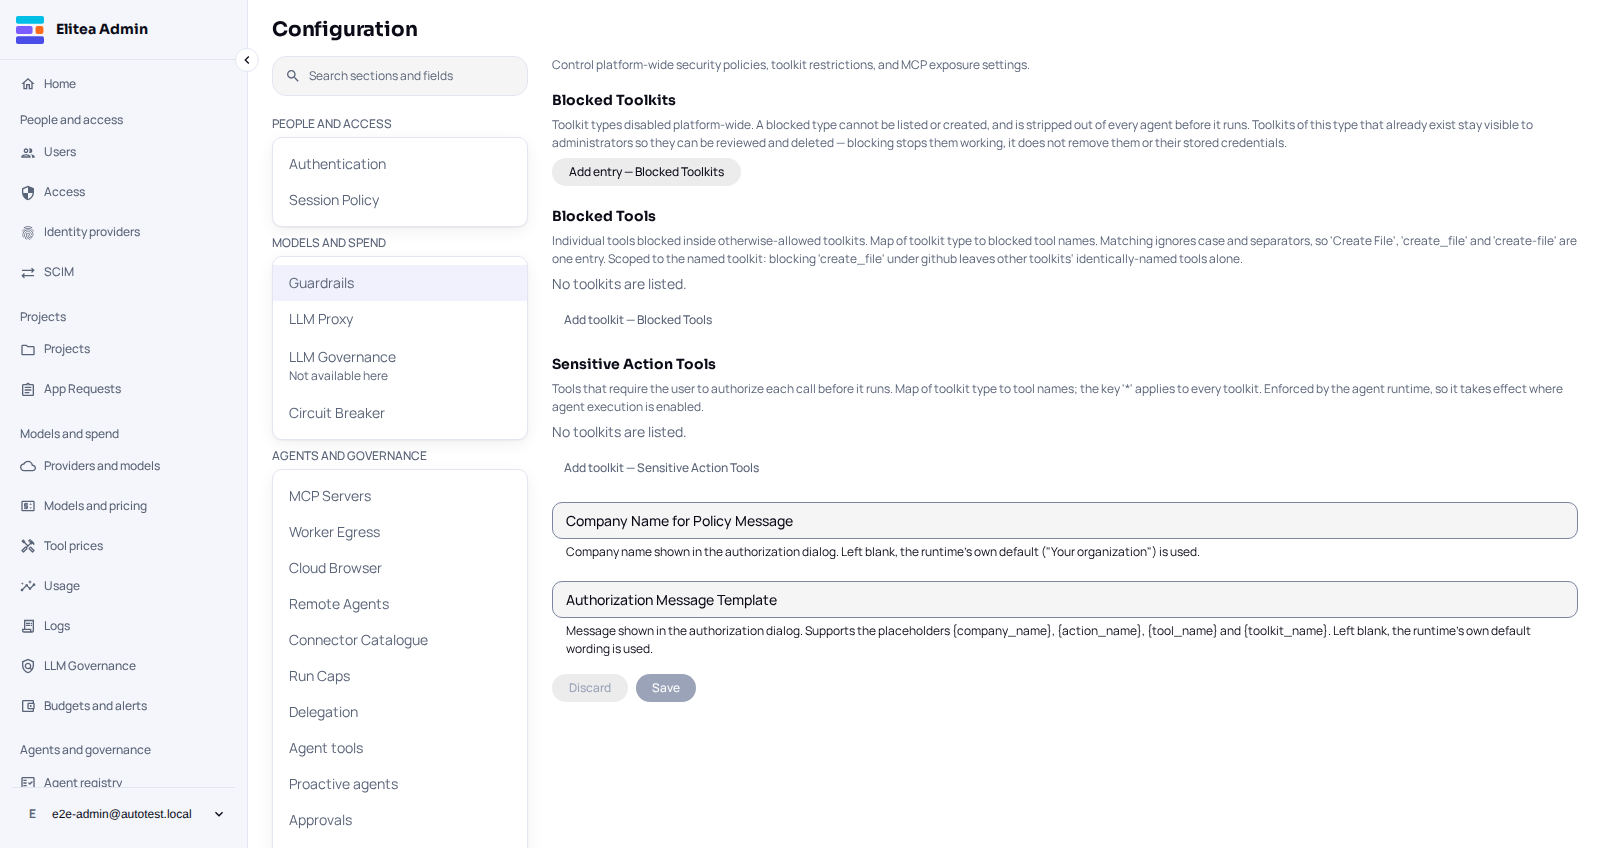 Elitea Admin
Home
People and access
Users
Access
Identity providers
SCIM
Projects
Projects
App Requests
Models and spend
Providers and models
Models and pricing
Tool prices
Usage
Logs
LLM Governance
Budgets and alerts
Agents and governance
Agent registry
E
e2e-admin@autotest.local
Configuration
Search sections and fields
PEOPLE AND ACCESS
Authentication
Session Policy
MODELS AND SPEND
Guardrails
LLM Proxy
LLM Governance
Not available here
Circuit Breaker
AGENTS AND GOVERNANCE
MCP Servers
Worker Egress
Cloud Browser
Remote Agents
Connector Catalogue
Run Caps
Delegation
Agent tools
Proactive agents
Approvals
Control platform-wide security policies, toolkit restrictions, and MCP exposure settings.
Blocked Toolkits
Toolkit types disabled platform-wide. A blocked type cannot be listed or created, and is stripped out of every agent before it runs. Toolkits of this type that already exist stay visible to
administrators so they can be reviewed and deleted — blocking stops them working, it does not remove them or their stored credentials.
Add entry — Blocked Toolkits
Blocked Tools
Individual tools blocked inside otherwise-allowed toolkits. Map of toolkit type to blocked tool names. Matching ignores case and separators, so 'Create File', 'create_file' and 'create-file' are
one entry. Scoped to the named toolkit: blocking 'create_file' under github leaves other toolkits' identically-named tools alone.
No toolkits are listed.
Add toolkit — Blocked Tools
Sensitive Action Tools
Tools that require the user to authorize each call before it runs. Map of toolkit type to tool names; the key '*' applies to every toolkit. Enforced by the agent runtime, so it takes effect where
agent execution is enabled.
No toolkits are listed.
Add toolkit — Sensitive Action Tools
Company Name for Policy Message
Company name shown in the authorization dialog. Left blank, the runtime's own default ("Your organization") is used.
Authorization Message Template
Message shown in the authorization dialog. Supports the placeholders {company_name}, {action_name}, {tool_name} and {toolkit_name}. Left blank, the runtime's own default
wording is used.
Discard
Save